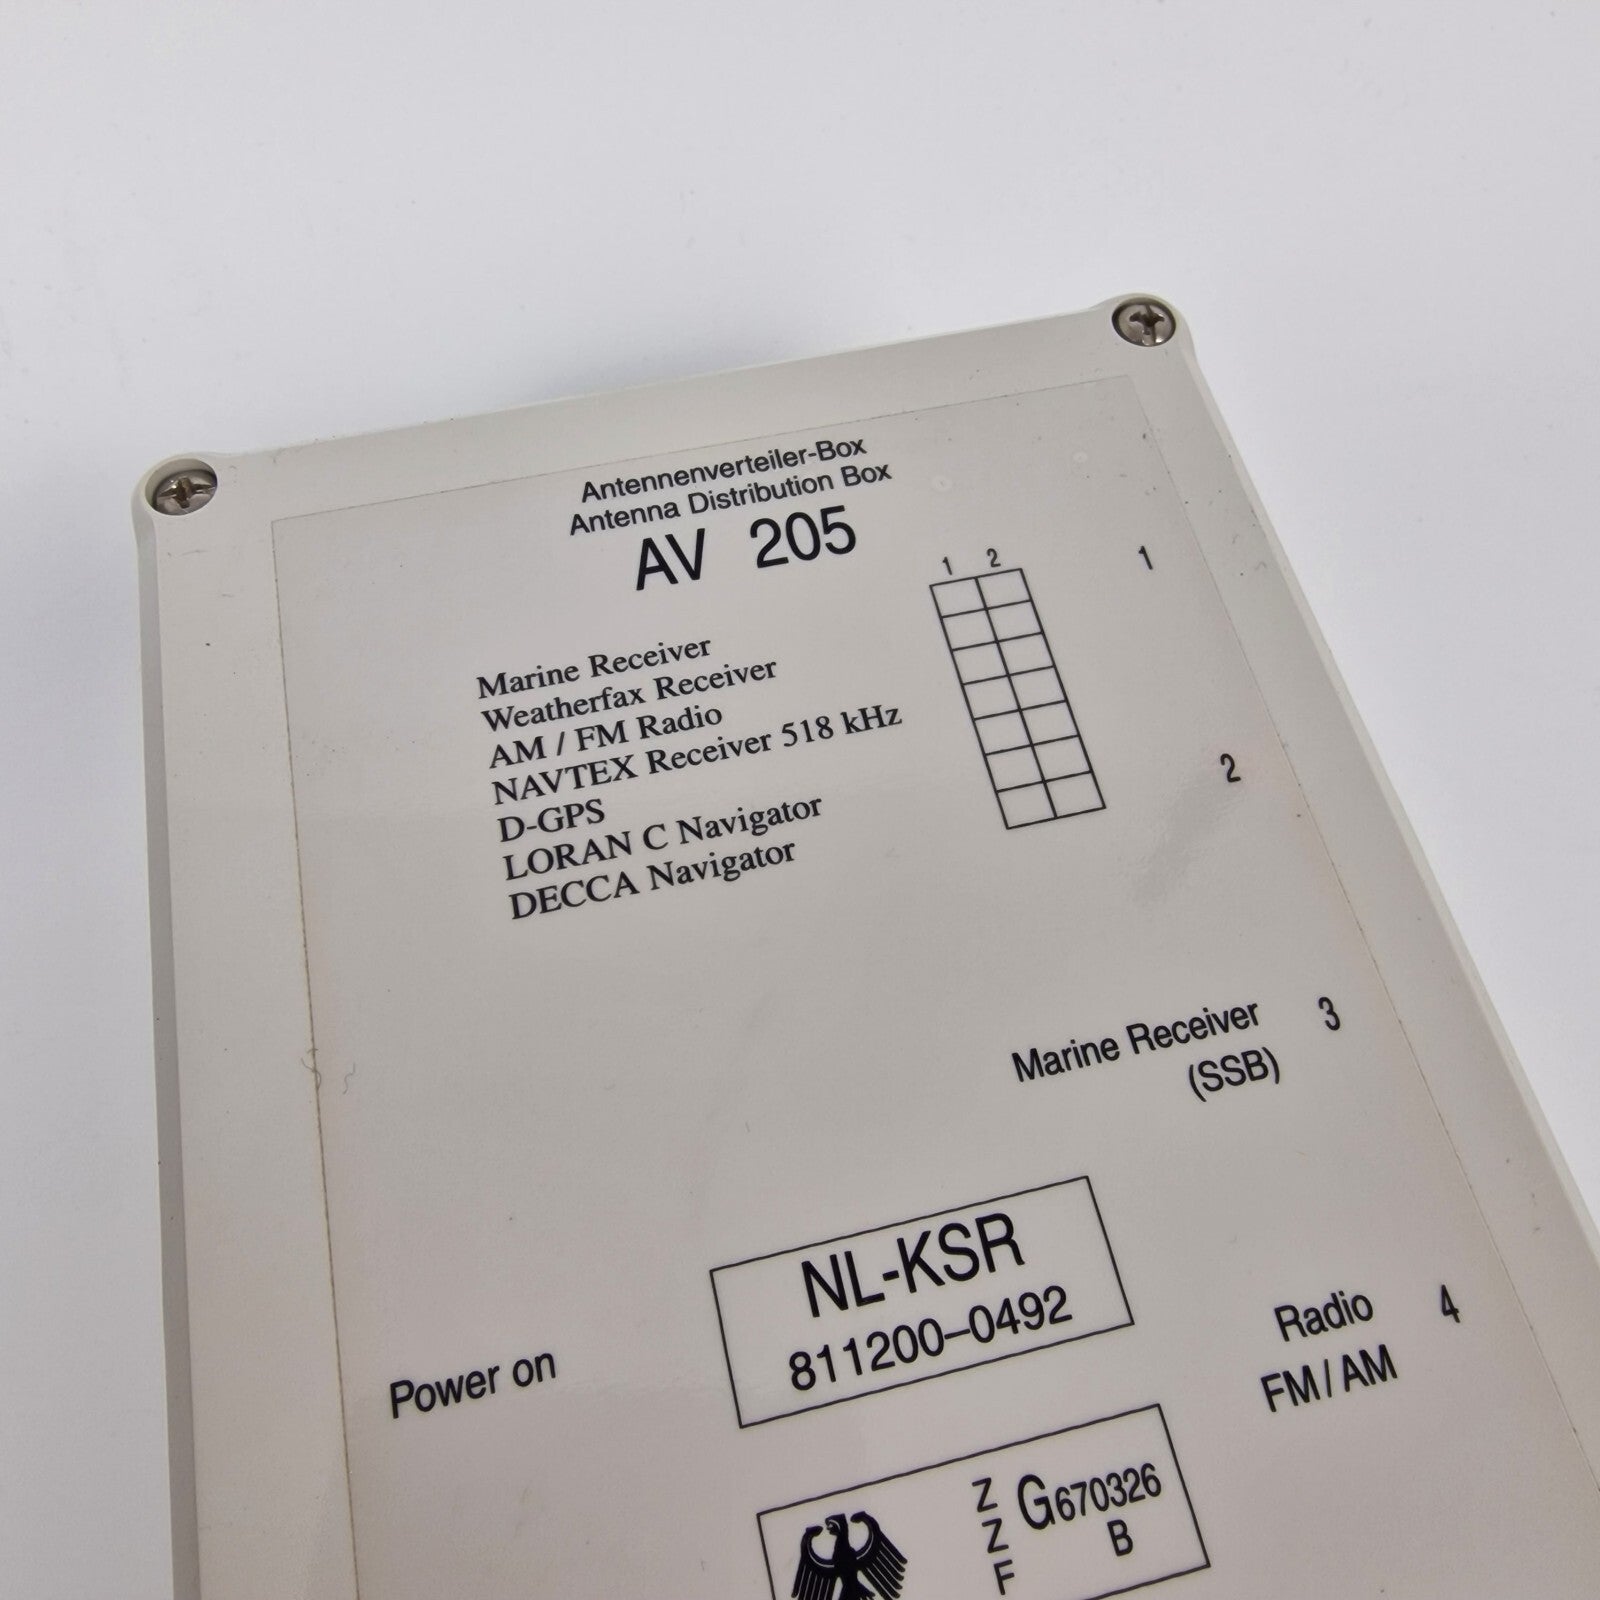 Antennenverteiler-Box
Antenna Distribution Box
AV 205
1 2
1
Marine Receiver
Weatherfax Receiver
AM / FM Radio
NAVTEX Receiver 518 kHz
D-GPS
LORAN C Navigator
DECCA Navigator
2
Marine Receiver 3
(SSB)
NL-KSR
811200-0492
Power on
Radio 4
FM / AM
Z G670326
Z B
F